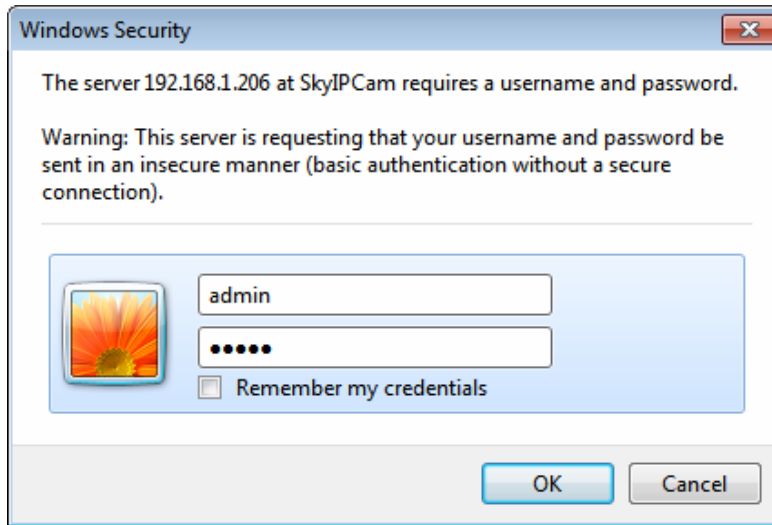 Windows Security
The server 192.168.1.206 at SkyIPCam requires a username and password.
Warning: This server is requesting that your username and password be
sent in an insecure manner (basic authentication without a secure
connection).
admin
●●●●●
Remember my credentials
OK
Cancel